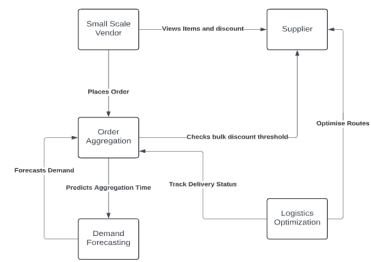 Small Scale
Vendor
Views Items and discount
Supplier
Places Order
Optimise Routes
Order
Aggregation
Checks bulk discount threshold
Forecasts Demand
Predicts Aggregation Time
Track Delivery Status
Logistics
Optimization
Demand
Forecasting